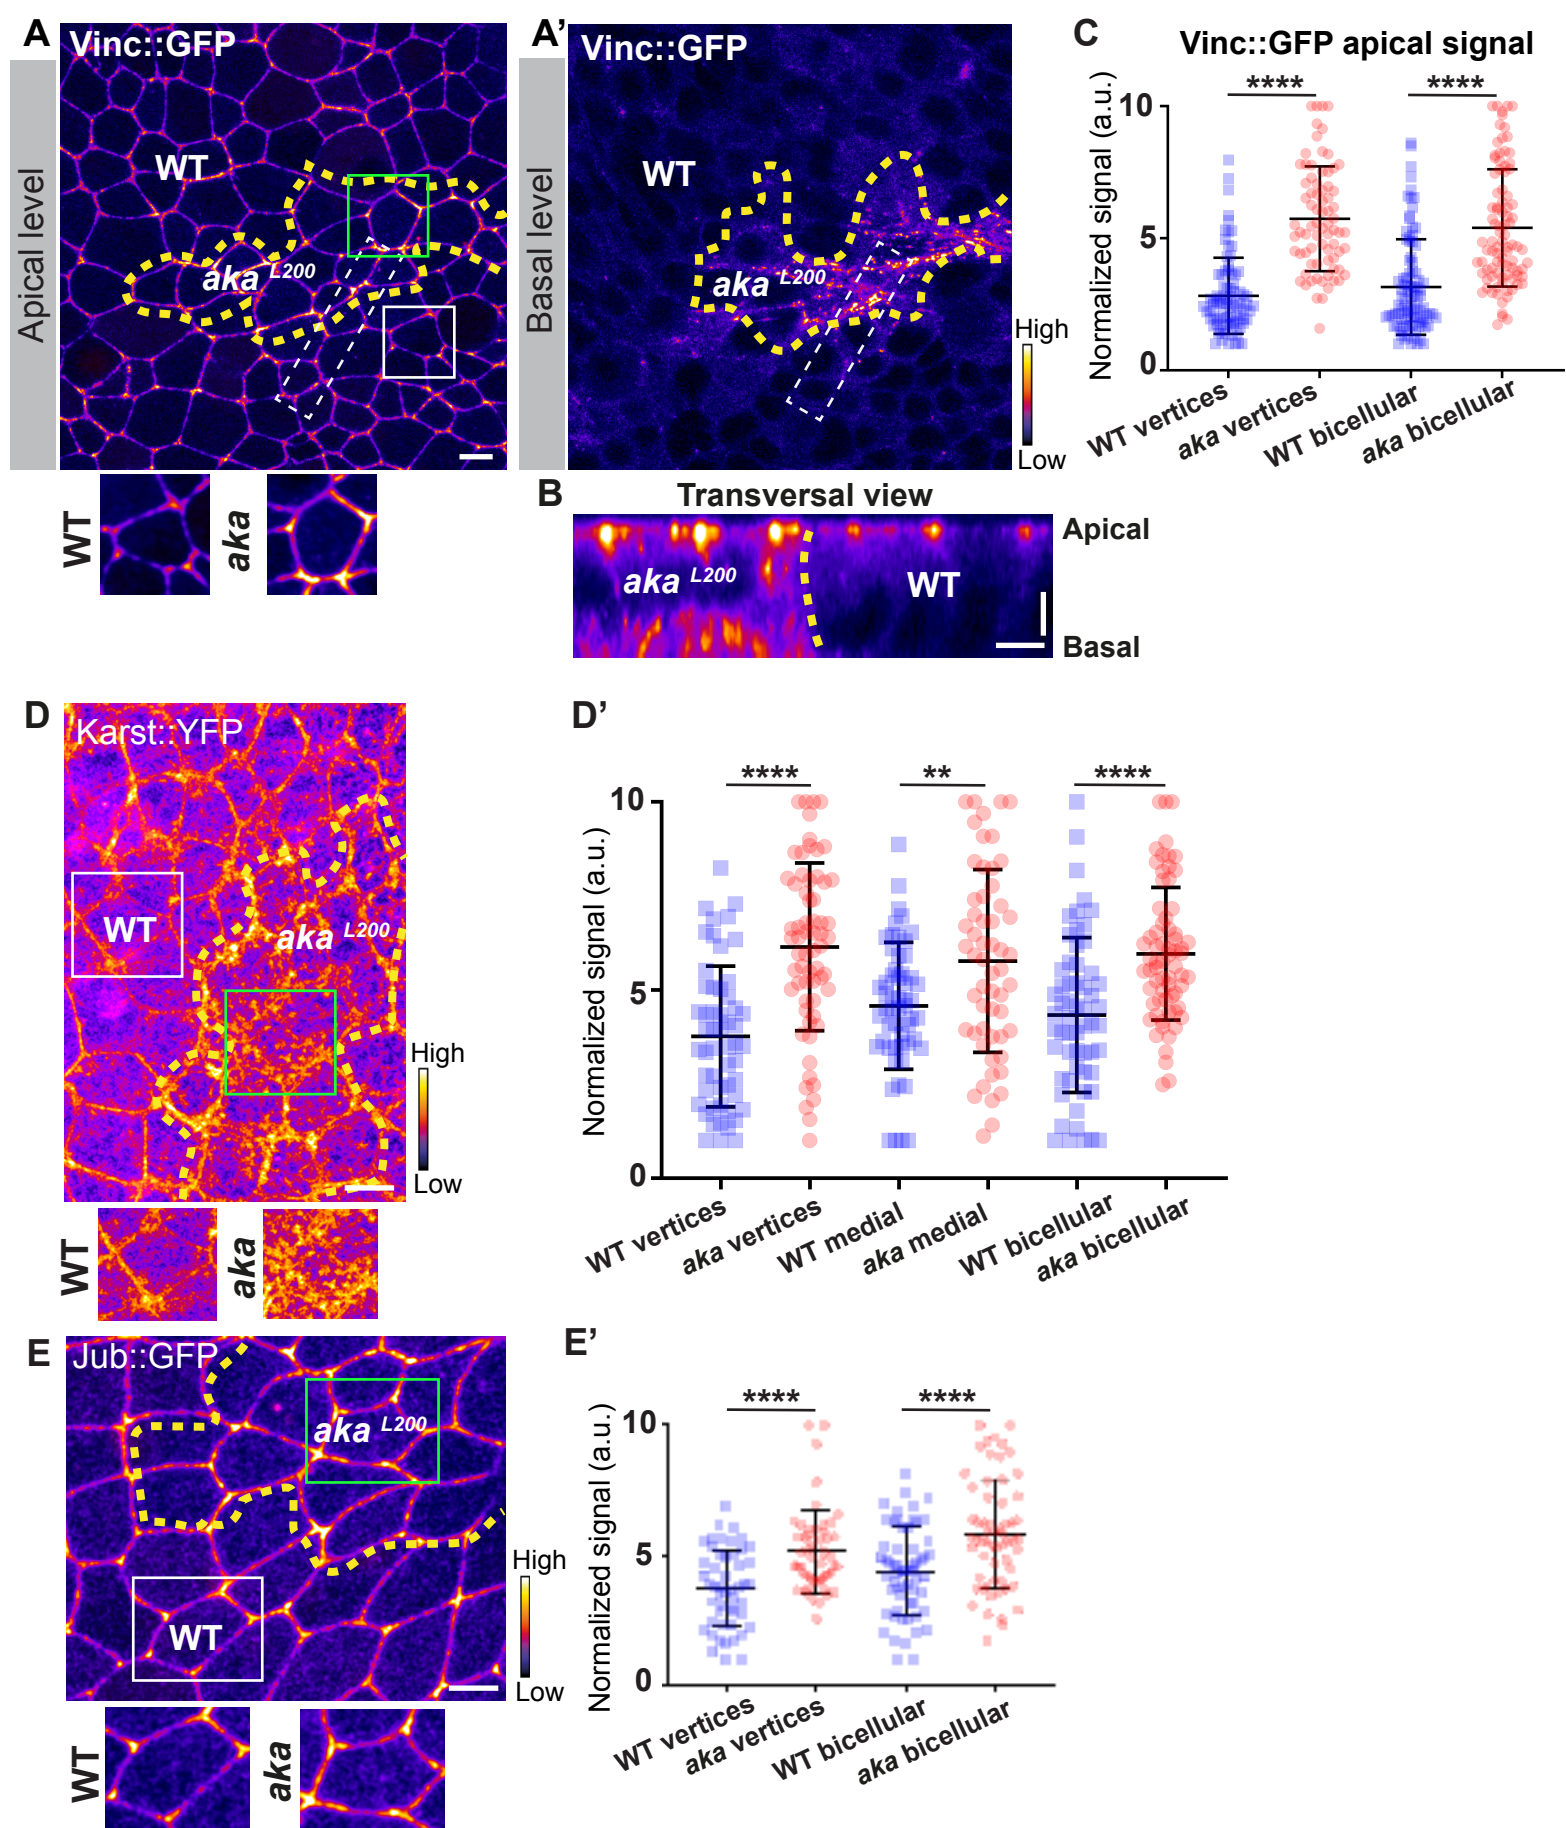 A
Vinc::GFP
Apical level
WT
aka L200
WT
aka
A’
Vinc::GFP
Basal level
WT
aka L200
High
Low
B
Transversal view
aka L200
WT
Apical
Basal
C
Vinc::GFP apical signal
****
****
Normalized signal (a.u.)
10
5
0
WT vertices
aka vertices
WT bicellular
aka bicellular
D
Karst::YFP
WT
aka L200
High
Low
WT
aka
D’
****
**
****
Normalized signal (a.u.)
10
5
0
WT vertices
aka vertices
WT medial
aka medial
WT bicellular
aka bicellular
E
Jub::GFP
aka L200
WT
High
Low
WT
aka
E’
****
****
Normalized signal (a.u.)
10
5
0
WT vertices
aka vertices
WT bicellular
aka bicellular